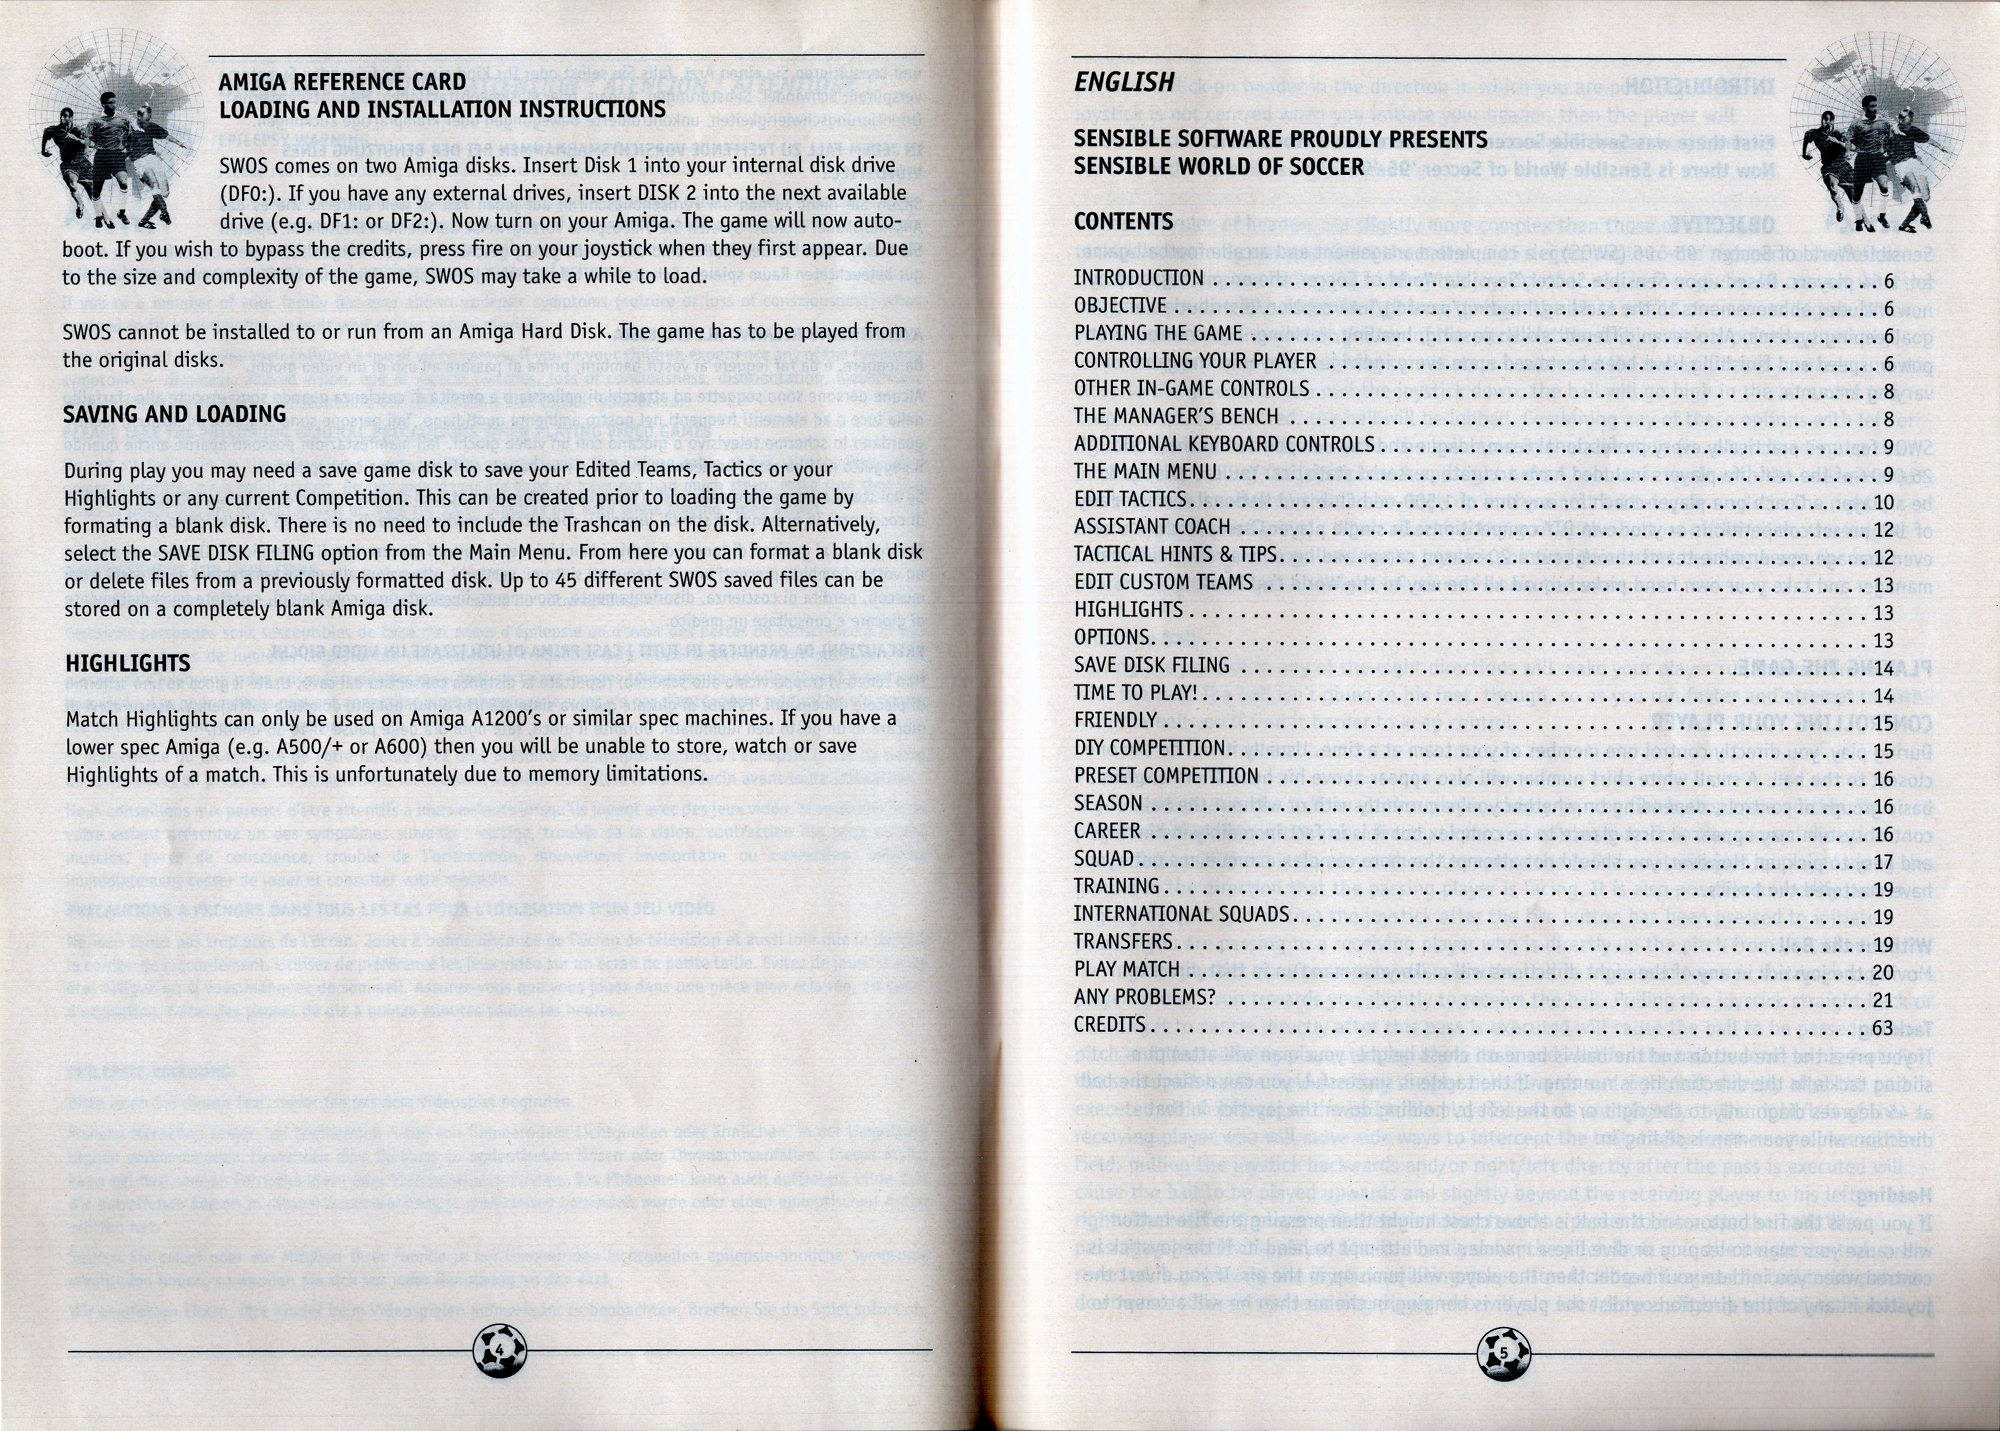 AMIGA REFERENCE CARD
LOADING AND INSTALLATION INSTRUCTIONS
SWOS comes on two Amiga disks. Insert Disk 1 into your internal disk drive
(DF0:). If you have any external drives, insert DISK 2 into the next available
drive (e.g. DF1: or DF2:). Now turn on your Amiga. The game will now auto-
boot. If you wish to bypass the credits, press fire on your joystick when they first appear. Due
to the size and complexity of the game, SWOS may take a while to load.
SWOS cannot be installed to or run from an Amiga Hard Disk. The game has to be played from
the original disks.
SAVING AND LOADING
During play you may need a save game disk to save your Edited Teams, Tactics or your
Highlights or any current Competition. This can be created prior to loading the game by
formating a blank disk. There is no need to include the Trashcan on the disk. Alternatively,
select the SAVE DISK FILING option from the Main Menu. From here you can format a blank disk
or delete files from a previously formatted disk. Up to 45 different SWOS saved files can be
stored on a completely blank Amiga disk.
HIGHLIGHTS
Match Highlights can only be used on Amiga A1200's or similar spec machines. If you have a
lower spec Amiga (e.g. A500/+ or A600) then you will be unable to store, watch or save
Highlights of a match. This is unfortunately due to memory limitations.
4
ENGLISH
SENSIBLE SOFTWARE PROUDLY PRESENTS
SENSIBLE WORLD OF SOCCER
CONTENTS
INTRODUCTION . . . . . . . . . . 6
OBJECTIVE . . . . . . . . . . 6
PLAYING THE GAME . . . . . . . . . . 6
CONTROLLING YOUR PLAYER . . . . . . . . . . 6
OTHER IN-GAME CONTROLS . . . . . . . . . . 8
THE MANAGER'S BENCH . . . . . . . . . . 8
ADDITIONAL KEYBOARD CONTROLS . . . . . . . . . . 9
THE MAIN MENU . . . . . . . . . . 9
EDIT TACTICS . . . . . . . . . . 10
ASSISTANT COACH . . . . . . . . . . 12
TACTICAL HINTS & TIPS . . . . . . . . . . 12
EDIT CUSTOM TEAMS . . . . . . . . . . 13
HIGHLIGHTS . . . . . . . . . . 13
OPTIONS . . . . . . . . . . 13
SAVE DISK FILING . . . . . . . . . . 14
TIME TO PLAY! . . . . . . . . . . 14
FRIENDLY . . . . . . . . . . 15
DIY COMPETITION . . . . . . . . . . 15
PRESET COMPETITION . . . . . . . . . . 16
SEASON . . . . . . . . . . 16
CAREER . . . . . . . . . . 16
SQUAD . . . . . . . . . . 17
TRAINING . . . . . . . . . . 19
INTERNATIONAL SQUADS . . . . . . . . . . 19
TRANSFERS . . . . . . . . . . 19
PLAY MATCH . . . . . . . . . . 20
ANY PROBLEMS? . . . . . . . . . . 21
CREDITS . . . . . . . . . . 63
5